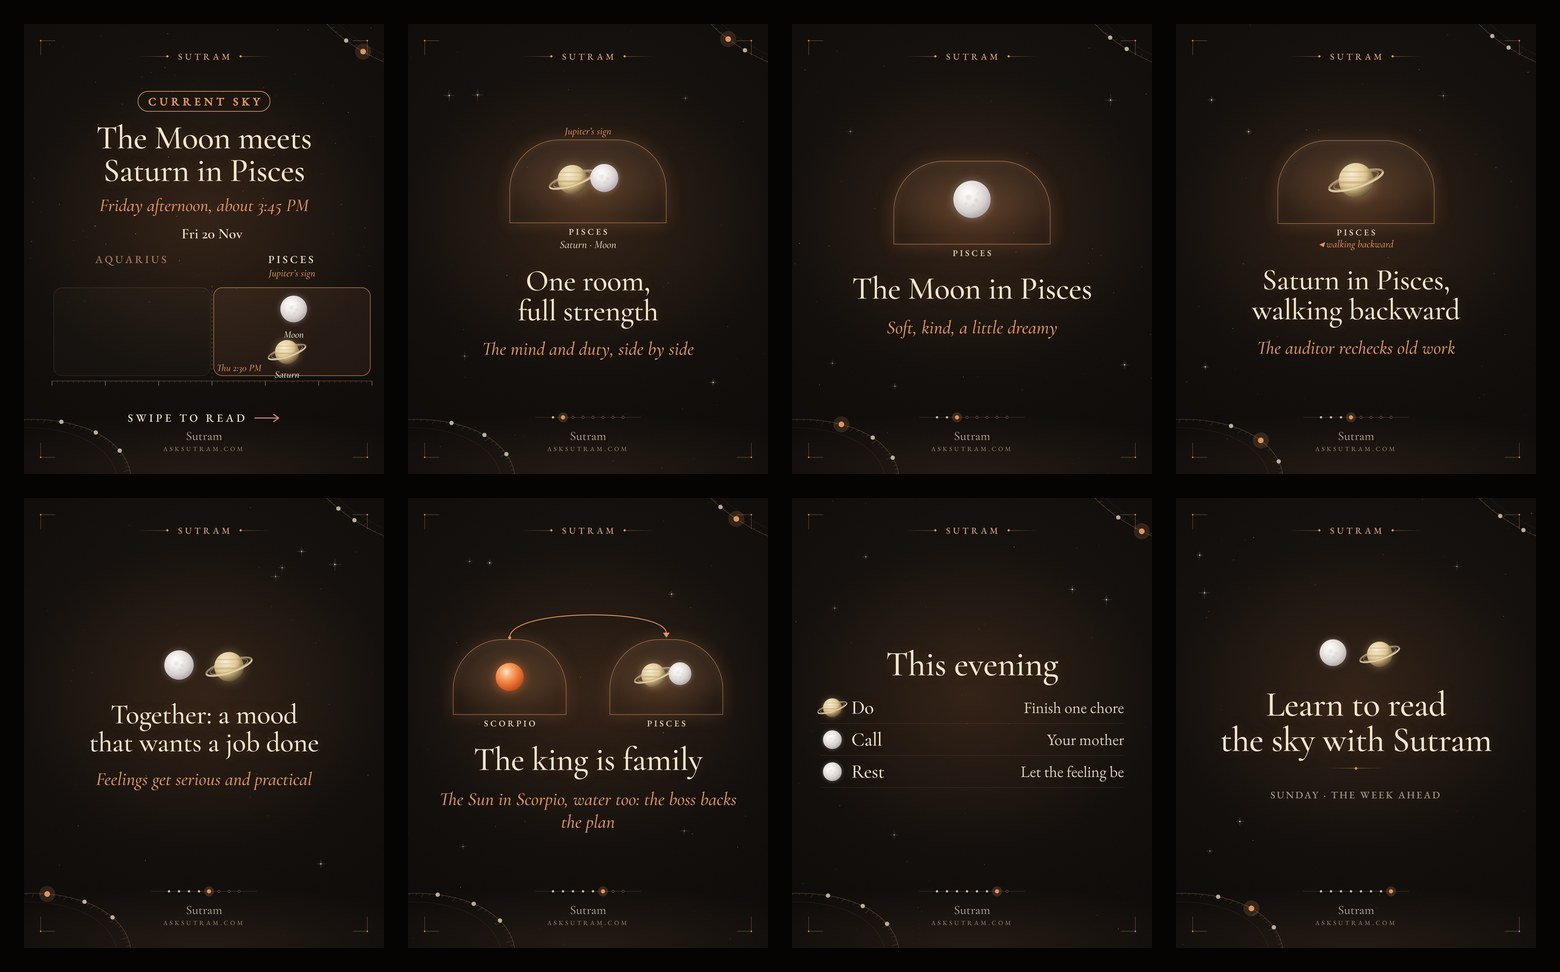 SUTRAM
CURRENT SKY
The Moon meets
Saturn in Pisces
Friday afternoon, about 3:45 PM
Fri 20 Nov
AQUARIUS
PISCES
Jupiter's sign
Moon
Thu 2:30 PM
Saturn
SWIPE TO READ
Sutram
ASKSUTRAM.COM
SUTRAM
Jupiter's sign
PISCES
Saturn · Moon
One room,
full strength
The mind and duty, side by side
Sutram
ASKSUTRAM.COM
SUTRAM
PISCES
The Moon in Pisces
Soft, kind, a little dreamy
Sutram
ASKSUTRAM.COM
SUTRAM
PISCES
◀ walking backward
Saturn in Pisces,
walking backward
The auditor rechecks old work
Sutram
ASKSUTRAM.COM
SUTRAM
Together: a mood
that wants a job done
Feelings get serious and practical
Sutram
ASKSUTRAM.COM
SUTRAM
SCORPIO
PISCES
The king is family
The Sun in Scorpio, water too: the boss backs
the plan
Sutram
ASKSUTRAM.COM
SUTRAM
This evening
Do Finish one chore
Call Your mother
Rest Let the feeling be
Sutram
ASKSUTRAM.COM
SUTRAM
Learn to read
the sky with Sutram
SUNDAY · THE WEEK AHEAD
Sutram
ASKSUTRAM.COM